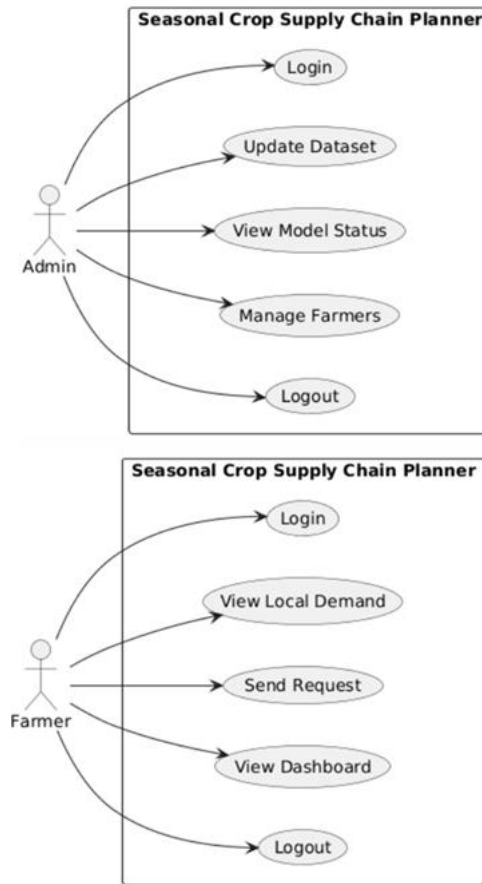 Seasonal Crop Supply Chain Planner
Login
Update Dataset
View Model Status
Admin
Manage Farmers
Logout
Seasonal Crop Supply Chain Planner
Login
View Local Demand
Send Request
Farmer
View Dashboard
Logout